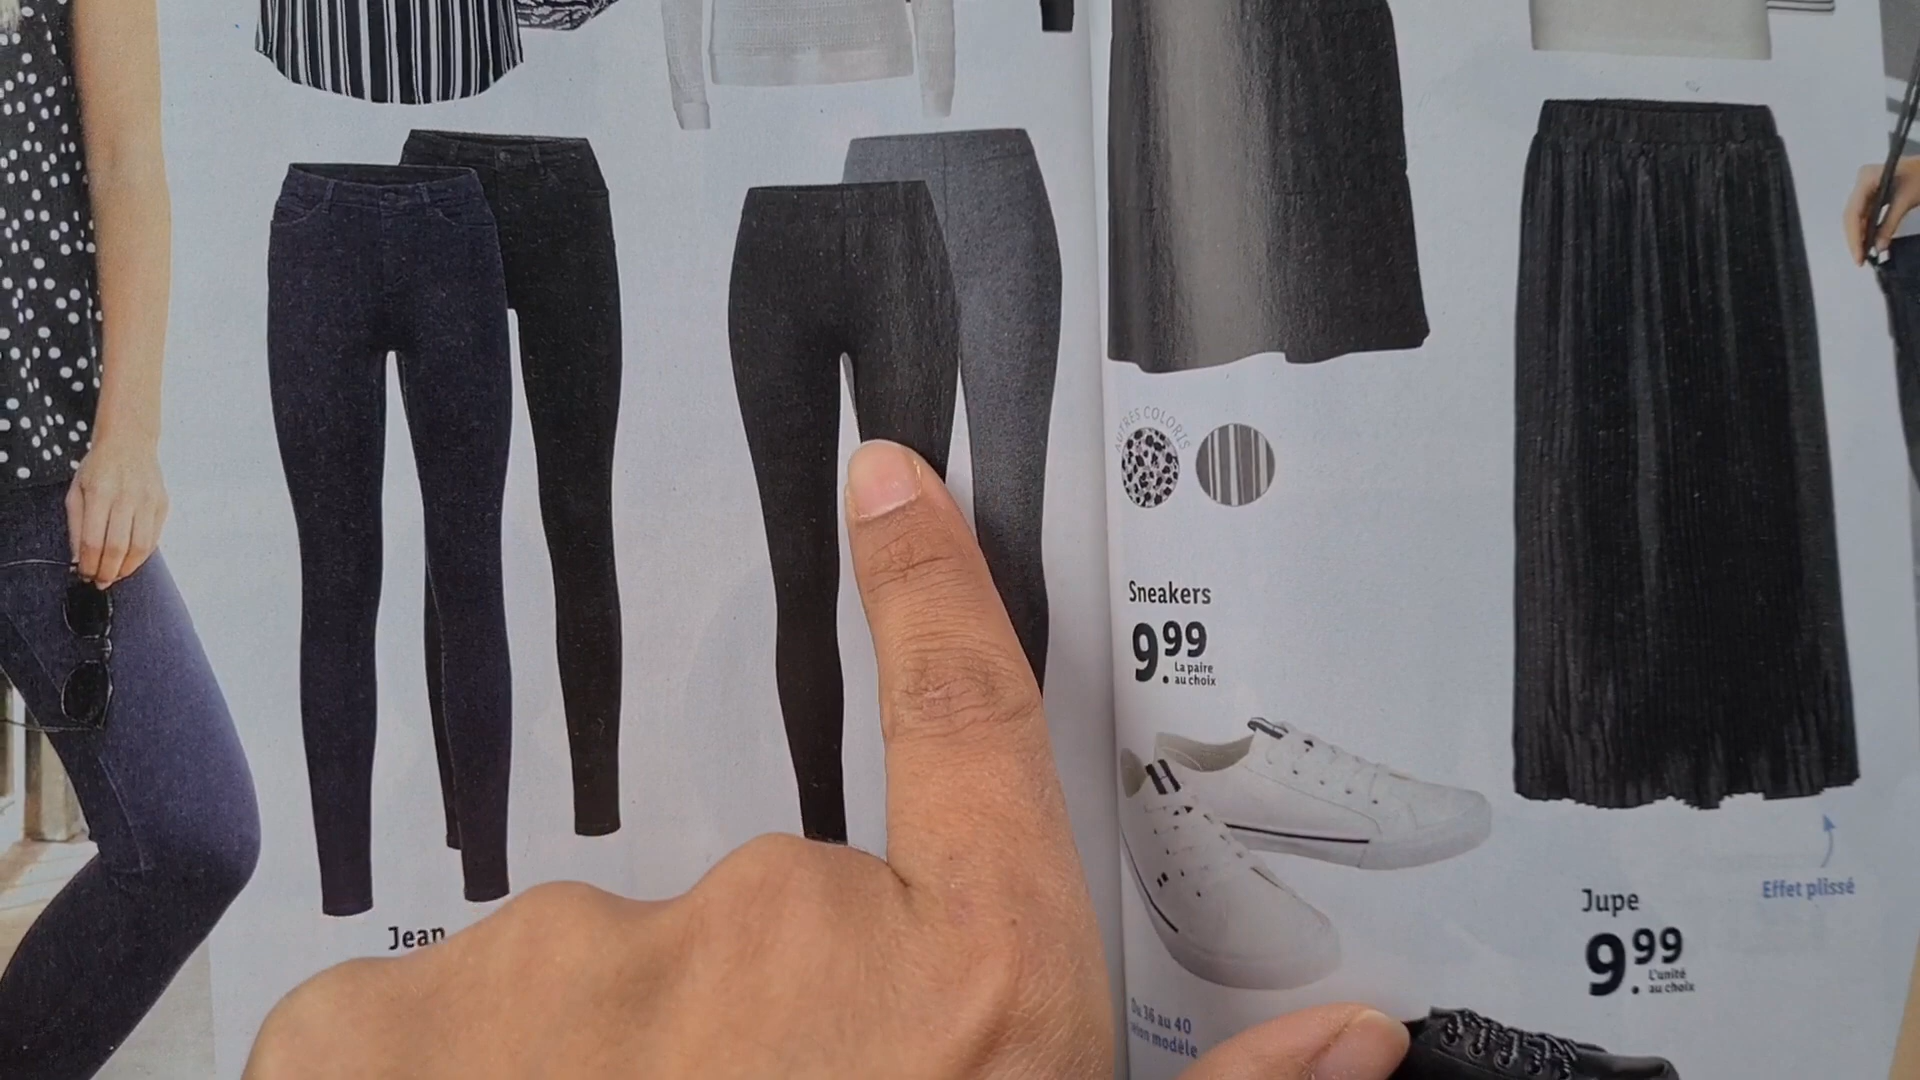 Jean
AUTRES COLORIS
Sneakers
9.99
La paire
au choix
Du 36 au 40
selon modèle
Effet plissé
Jupe
9.99
L'unité
au choix